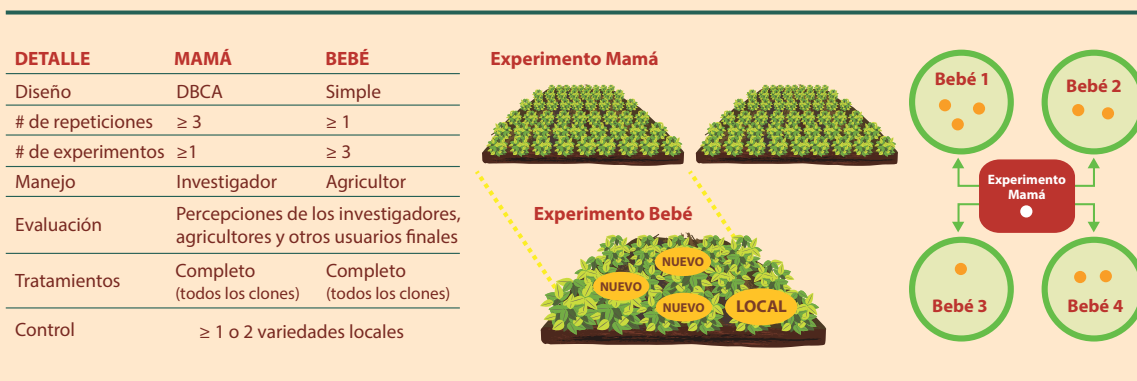 DETALLE MAMÁ BEBÉ
Diseño DBCA Simple
# de repeticiones ≥ 3 ≥ 1
# de experimentos ≥1 ≥ 3
Manejo Investigador Agricultor
Evaluación Percepciones de los investigadores,
agricultores y otros usuarios finales
Tratamientos Completo Completo
(todos los clones) (todos los clones)
Control ≥ 1 o 2 variedades locales
Experimento Mamá
Experimento Bebé
NUEVO
NUEVO
NUEVO LOCAL
Bebé 1
Bebé 2
Experimento
Mamá
Bebé 3
Bebé 4